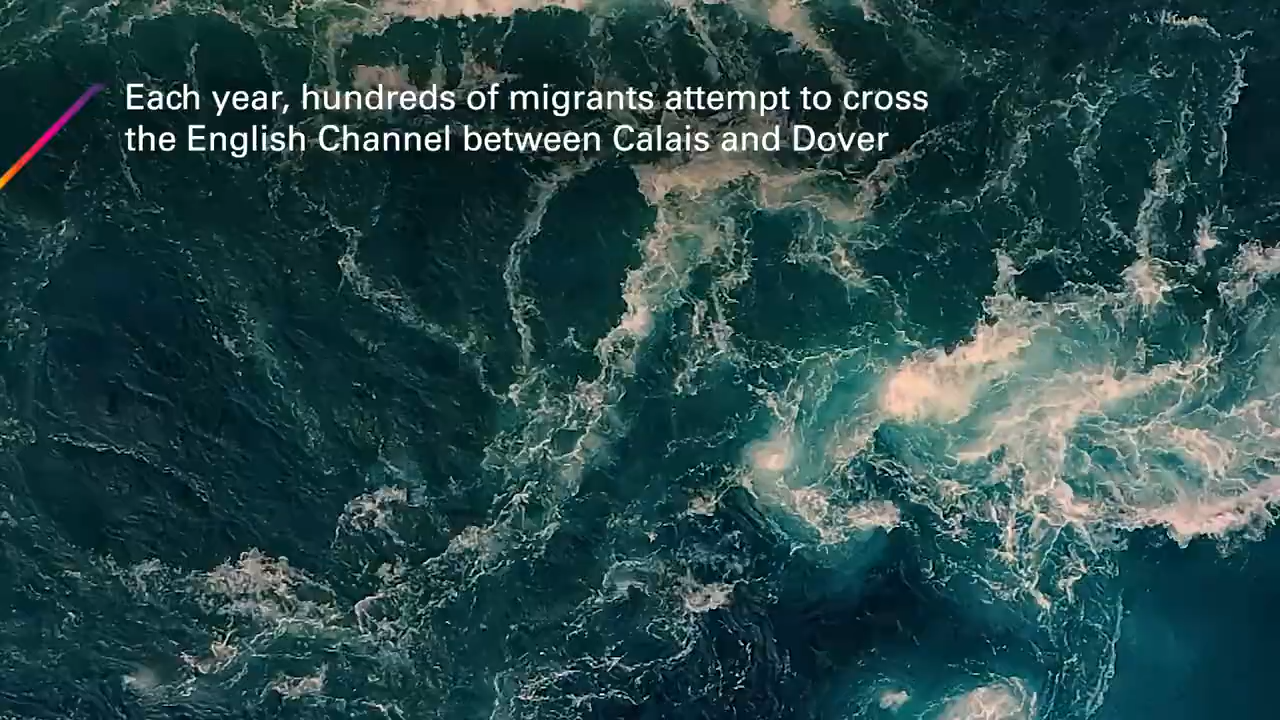 Each year, hundreds of migrants attempt to cross
the English Channel between Calais and Dover